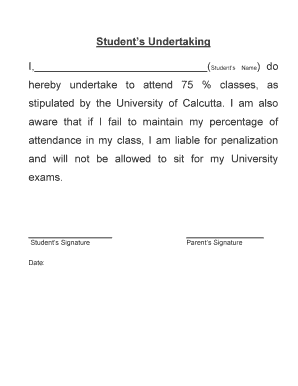 Student's Undertaking
I,______________________________(Student's Name) do
hereby undertake to attend 75 % classes, as
stipulated by the University of Calcutta. I am also
aware that if I fail to maintain my percentage of
attendance in my class, I am liable for penalization
and will not be allowed to sit for my University
exams.
Student's Signature Parent's Signature
Date: